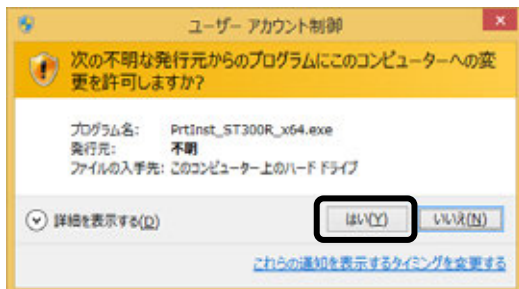 ユーザー アカウント制御
次の不明な発行元からのプログラムにこのコンピューターへの変
更を許可しますか?
プログラム名: PrtInst_ST300R_x64.exe
発行元: 不明
ファイルの入手先: このコンピューター上のハード ドライブ
詳細を表示する(D) はい(Y) いいえ(N)
これらの通知を表示するタイミングを変更する